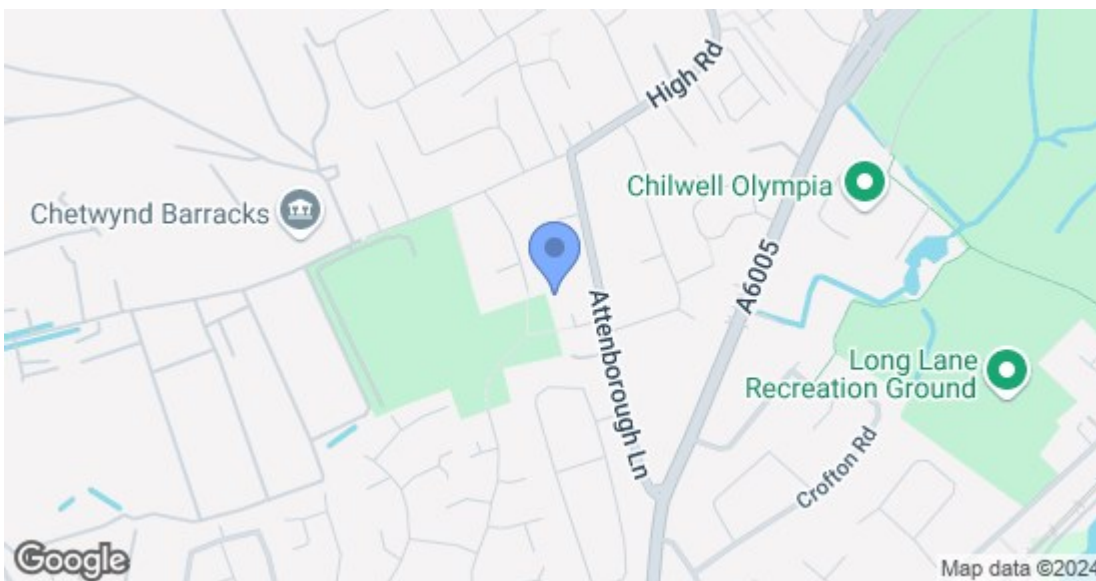 High Rd
Chilwell Olympia
Chetwynd Barracks
A6005
Attenborough Ln
Long Lane
Recreation Ground
Crofton Rd
Google
Map data ©2024